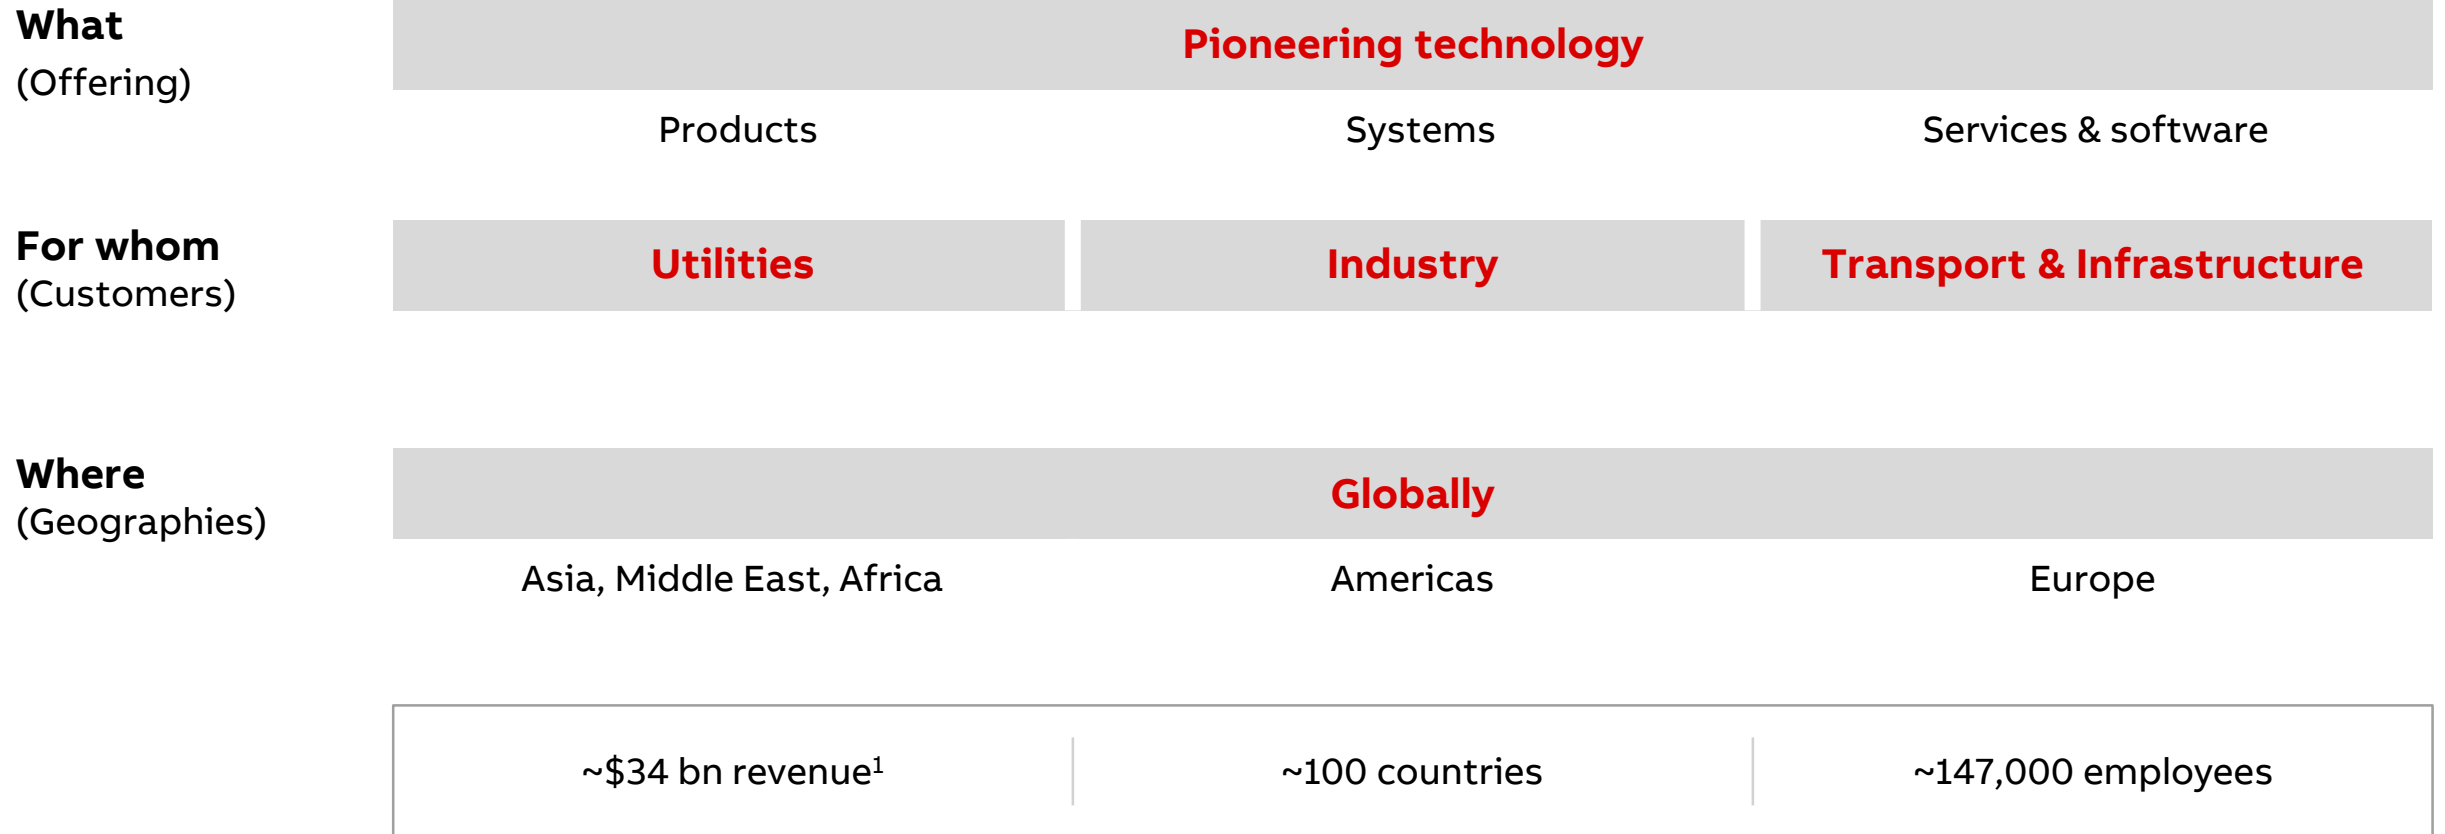 What
(Offering)
Pioneering technology
Products
Systems
Services & software
For whom
(Customers)
Utilities
Industry
Transport & Infrastructure
Where
(Geographies)
Globally
Asia, Middle East, Africa
Americas
Europe
~$34 bn revenue¹
~100 countries
~147,000 employees